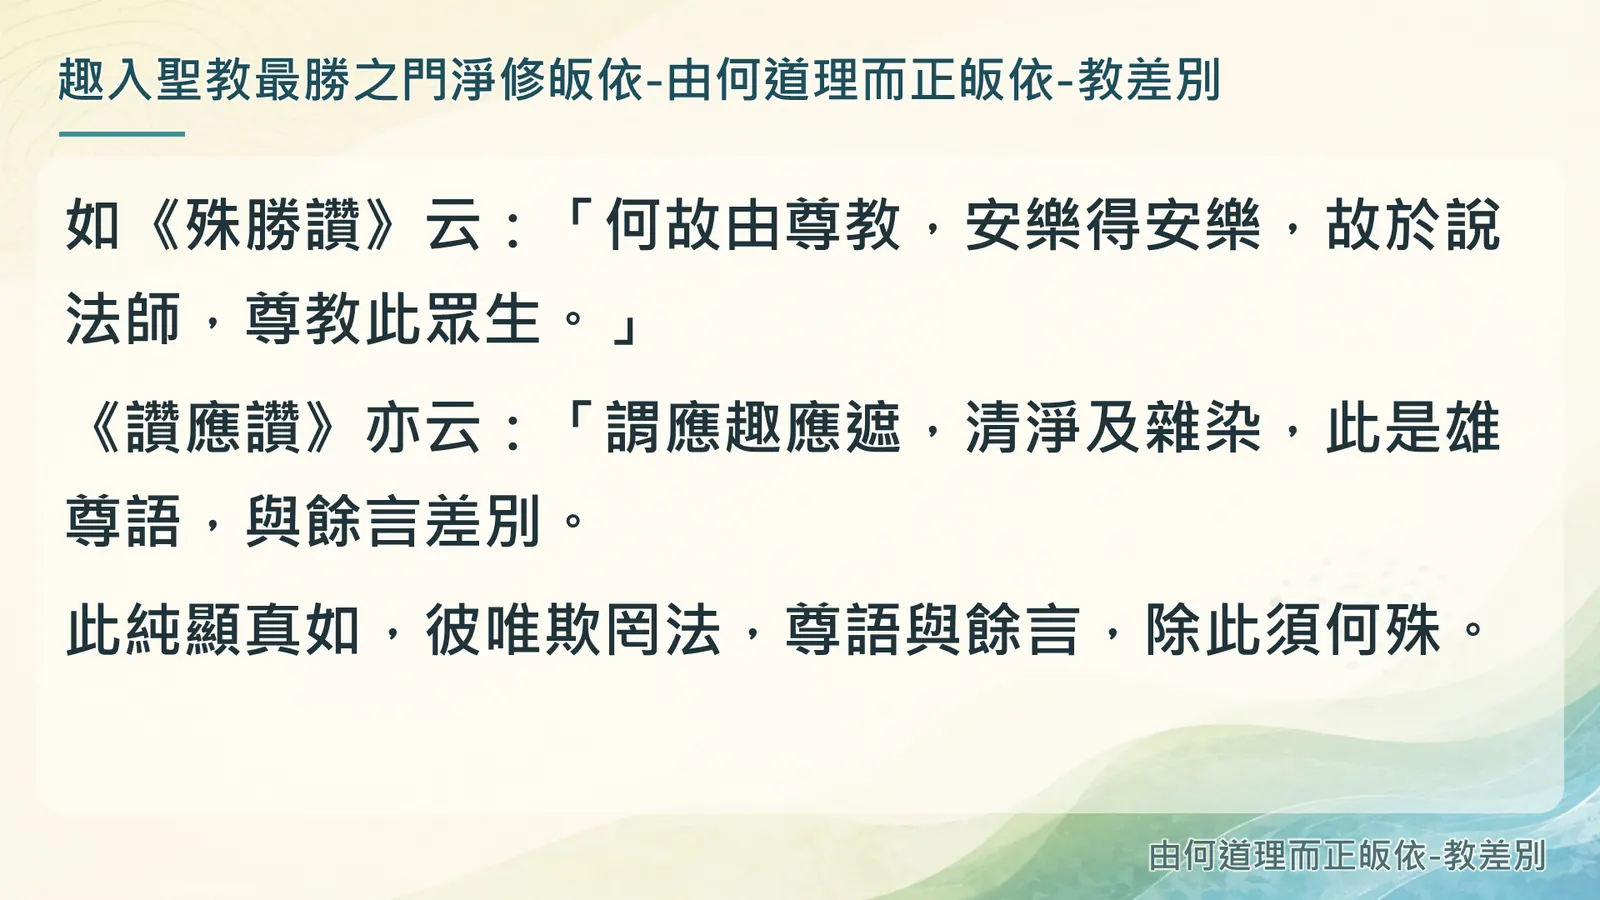 趣入聖教最勝之門淨修皈依-由何道理而正皈依-教差別
如《殊勝讚》云：「何故由尊教，安樂得安樂，故於說
法師，尊教此眾生。」
《讚應讚》亦云：「謂應趣應遮，清淨及雜染，此是雄
尊語，與餘言差別。
此純顯真如，彼唯欺罔法，尊語與餘言，除此須何殊。
由何道理而正皈依-教差別